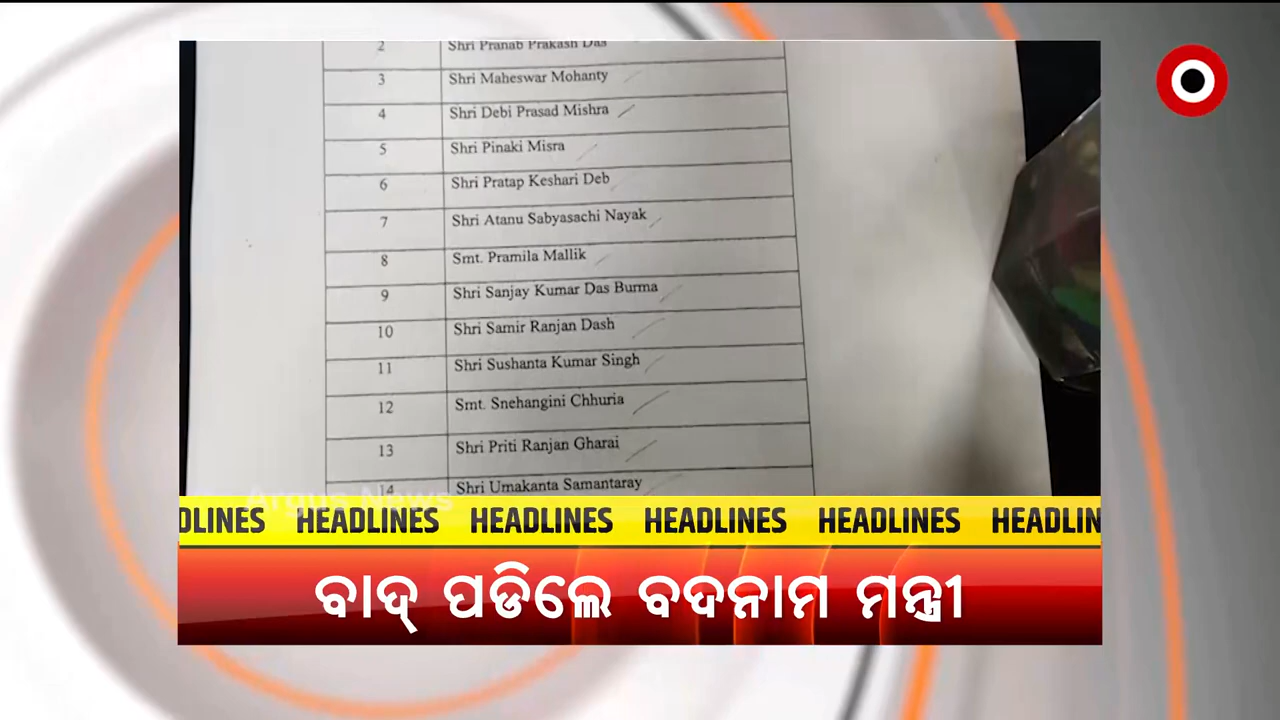 2 Shri Pranab Prakash Das
3 Shri Maheswar Mohanty
4 Shri Debi Prasad Mishra
5 Shri Pinaki Misra
6 Shri Pratap Keshari Deb
7 Shri Atanu Sabyasachi Nayak
8 Smt. Pramila Mallik
9 Shri Sanjay Kumar Das Burma
10 Shri Samir Ranjan Dash
11 Shri Sushanta Kumar Singh
12 Smt. Snehangini Chhuria
13 Shri Priti Ranjan Gharai
14 Shri Umakanta Samantaray
Argus News
DLINES HEADLINES HEADLINES HEADLINES HEADLINES HEADLIN
ବାଦ୍ ପଡିଲେ ବଦନାମ ମନ୍ତ୍ରୀ